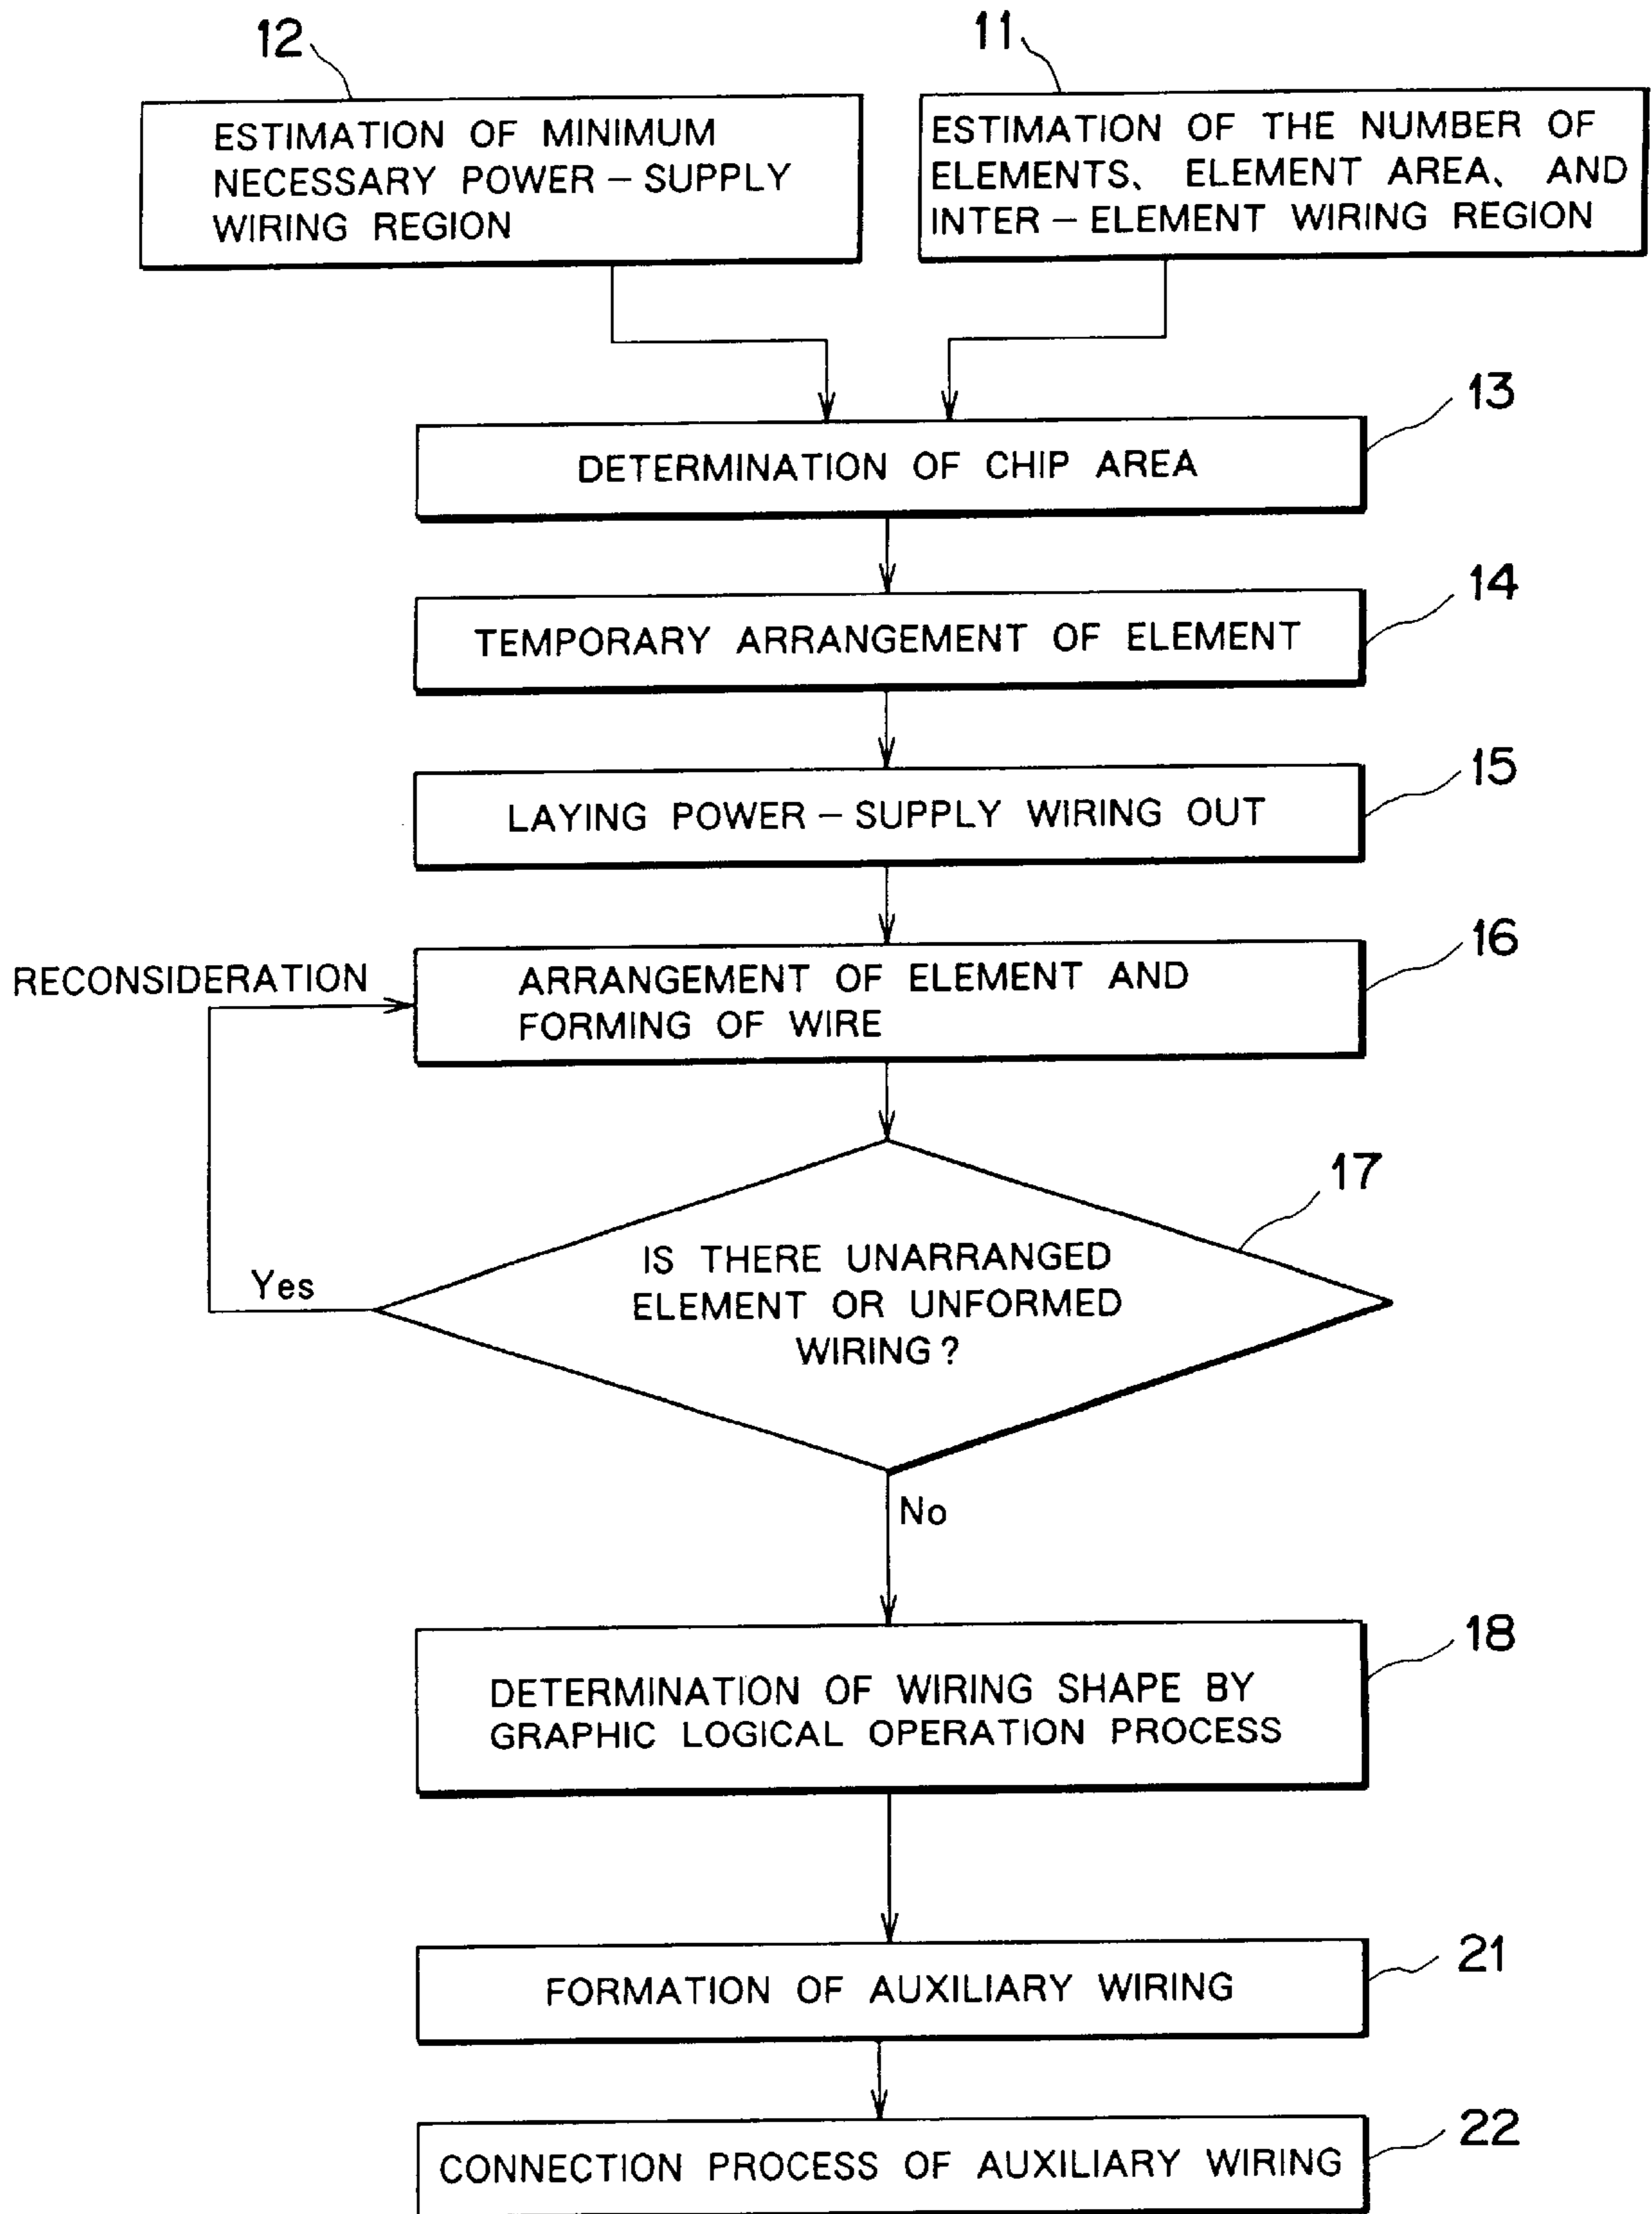 12
ESTIMATION OF MINIMUM
NECESSARY POWER – SUPPLY
WIRING REGION
11
ESTIMATION OF THE NUMBER OF
ELEMENTS、 ELEMENT AREA、 AND
INTER – ELEMENT WIRING REGION
13
DETERMINATION OF CHIP AREA
14
TEMPORARY ARRANGEMENT OF ELEMENT
15
LAYING POWER – SUPPLY WIRING OUT
16
RECONSIDERATION
ARRANGEMENT OF ELEMENT AND
FORMING OF WIRE
17
IS THERE UNARRANGED
ELEMENT OR UNFORMED
WIRING?
Yes
No
18
DETERMINATION OF WIRING SHAPE BY
GRAPHIC LOGICAL OPERATION PROCESS
21
FORMATION OF AUXILIARY WIRING
22
CONNECTION PROCESS OF AUXILIARY WIRING